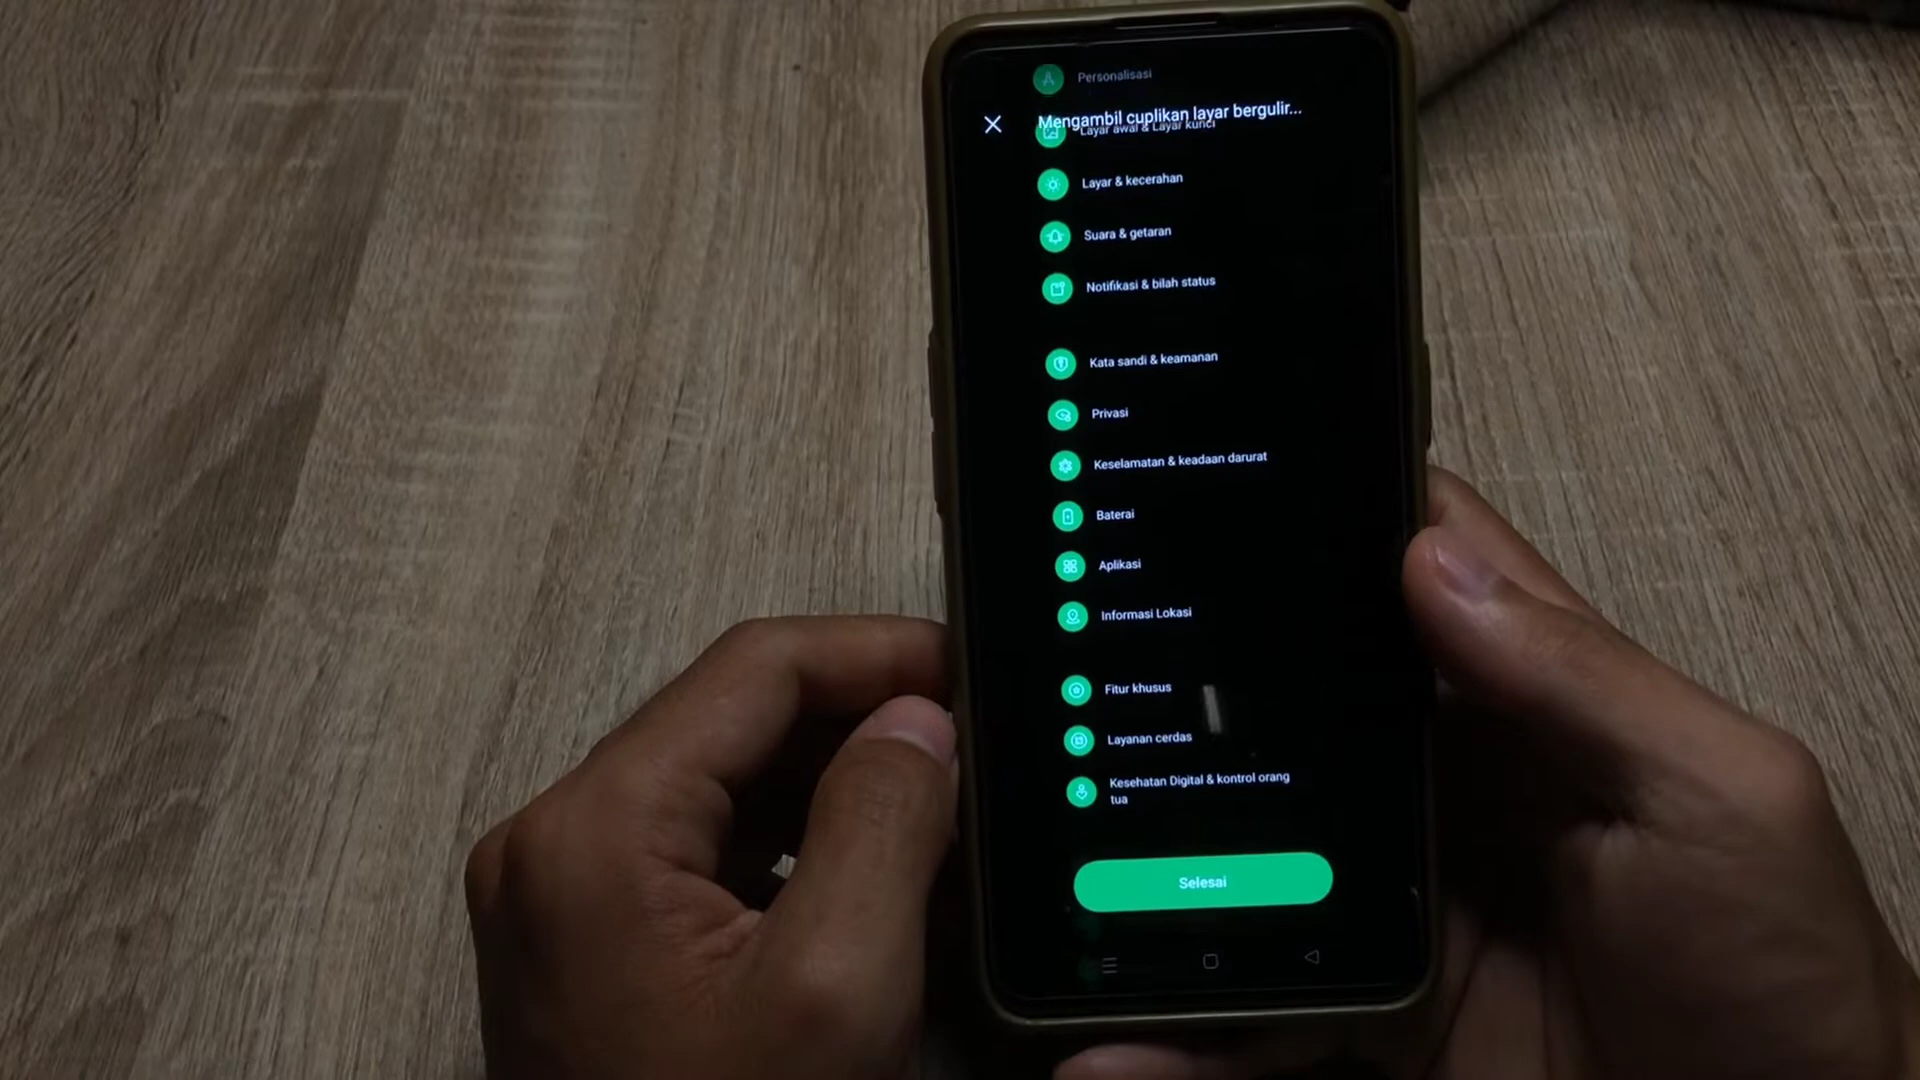 Personalisasi
Mengambil cuplikan layar bergulir...
Layar awal & Layar kunci
Layar & kecerahan
Suara & getaran
Notifikasi & bilah status
Kata sandi & keamanan
Privasi
Keselamatan & keadaan darurat
Baterai
Aplikasi
Informasi Lokasi
Fitur khusus
Layanan cerdas
Kesehatan Digital & kontrol orang
tua
Selesai